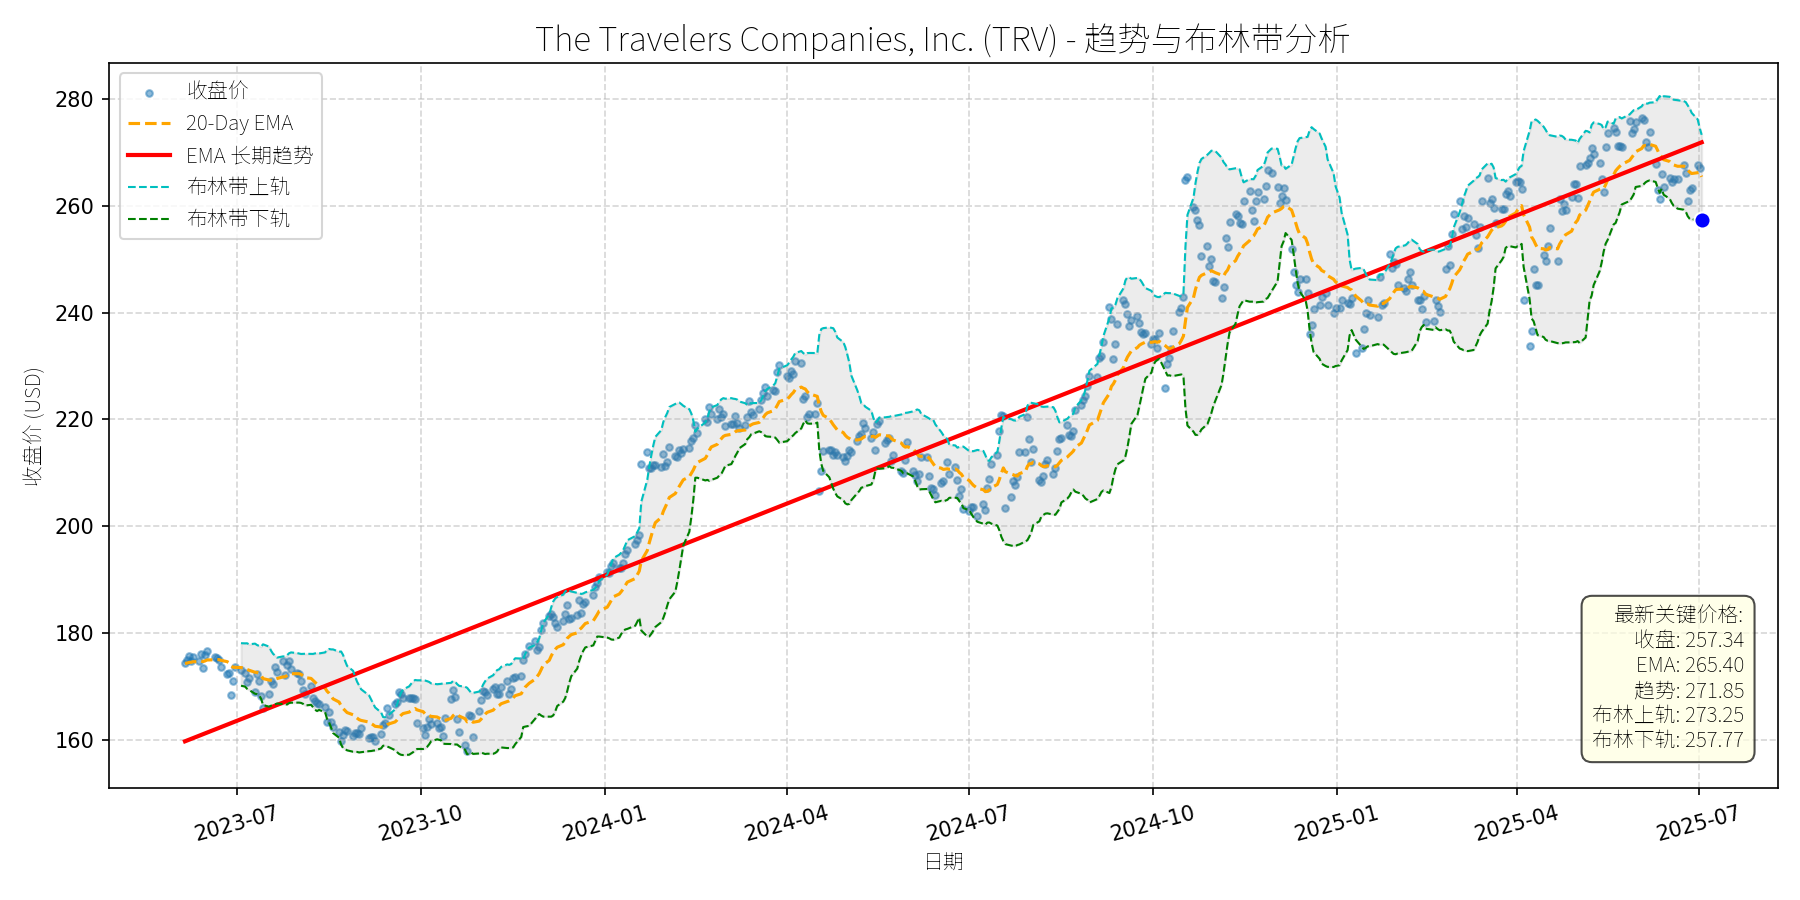 The Travelers Companies, Inc. (TRV) - 趋势与布林带分析
收盘价
20-Day EMA
EMA 长期趋势
布林带上轨
布林带下轨
280
260
240
220
200
180
160
收盘价 (USD)
最新关键价格:
收盘: 257.34
EMA: 265.40
趋势: 271.85
布林上轨: 273.25
布林下轨: 257.77
2023-07
2023-10
2024-01
2024-04
2024-07
2024-10
2025-01
2025-04
2025-07
日期